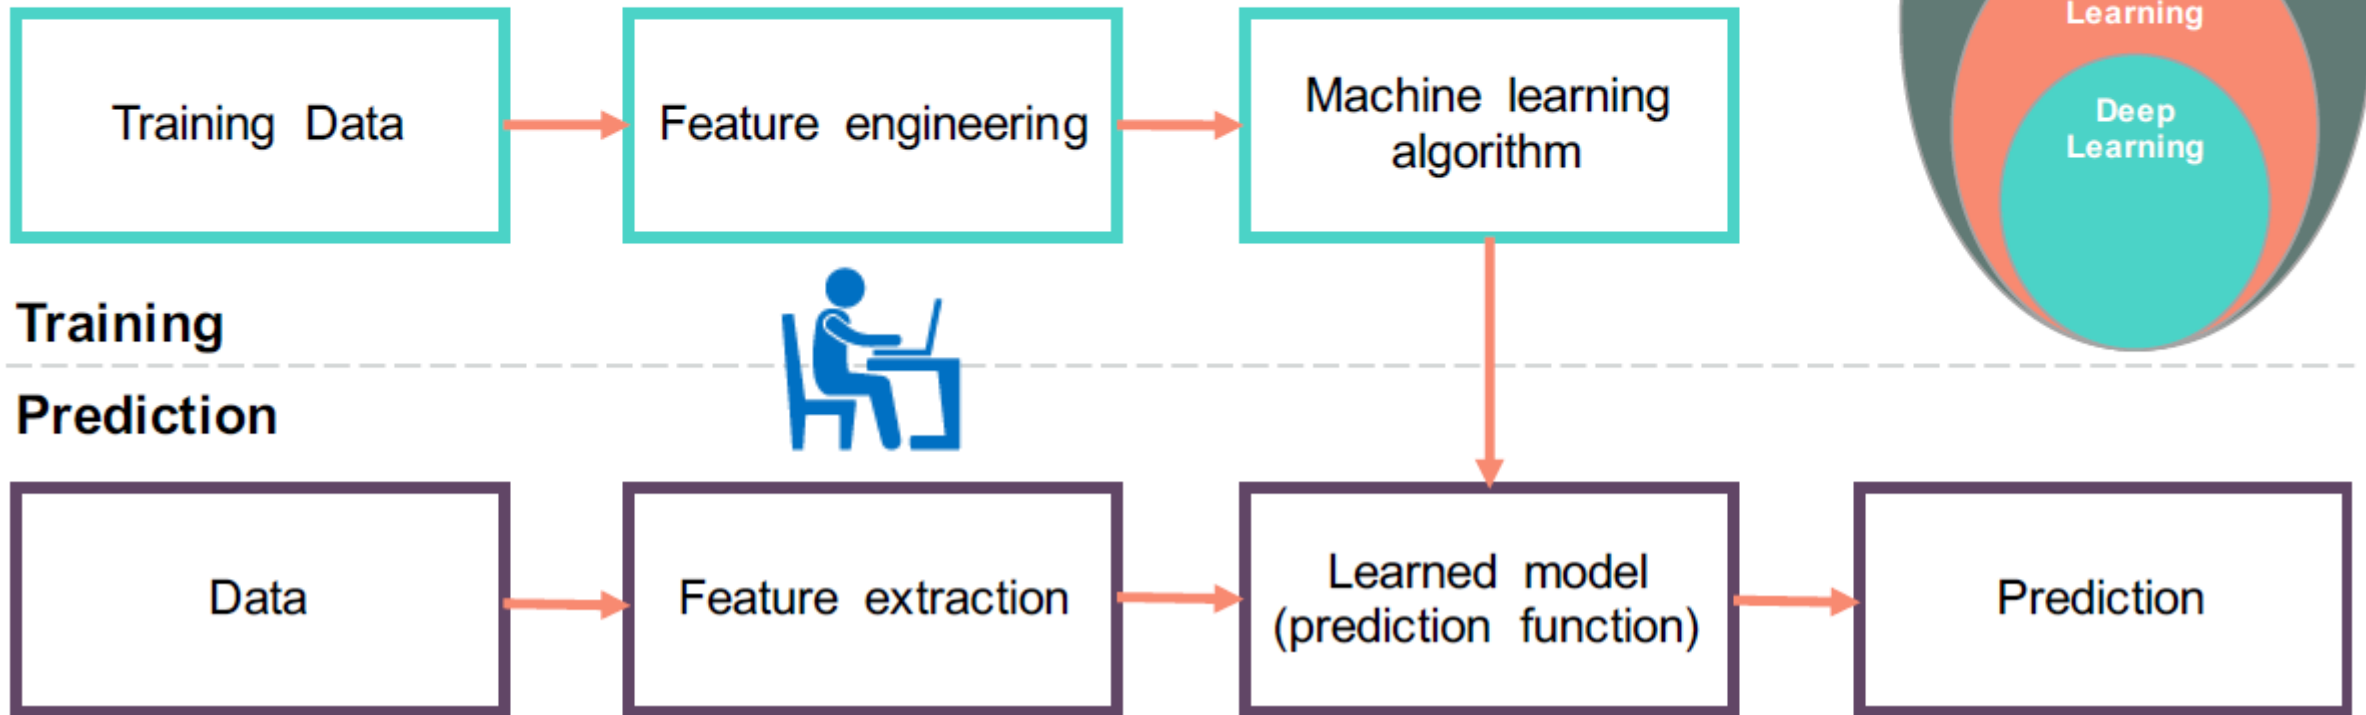 Learning
Deep
Learning
Training Data
Feature engineering
Machine learning
algorithm
Training
Prediction
Data
Feature extraction
Learned model
(prediction function)
Prediction